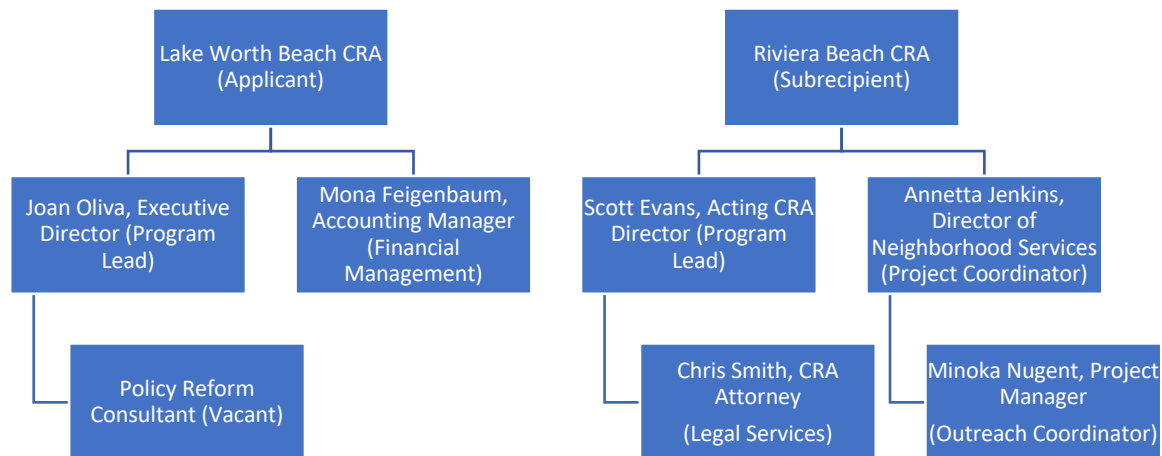 Lake Worth Beach CRA
(Applicant)
Riviera Beach CRA
(Subrecipient)
Joan Oliva, Executive
Director (Program
Lead)
Mona Feigenbaum,
Accounting Manager
(Financial
Management)
Scott Evans, Acting CRA
Director (Program
Lead)
Annetta Jenkins,
Director of
Neighborhood Services
(Project Coordinator)
Policy Reform
Consultant (Vacant)
Chris Smith, CRA
Attorney
(Legal Services)
Minoka Nugent, Project
Manager
(Outreach Coordinator)